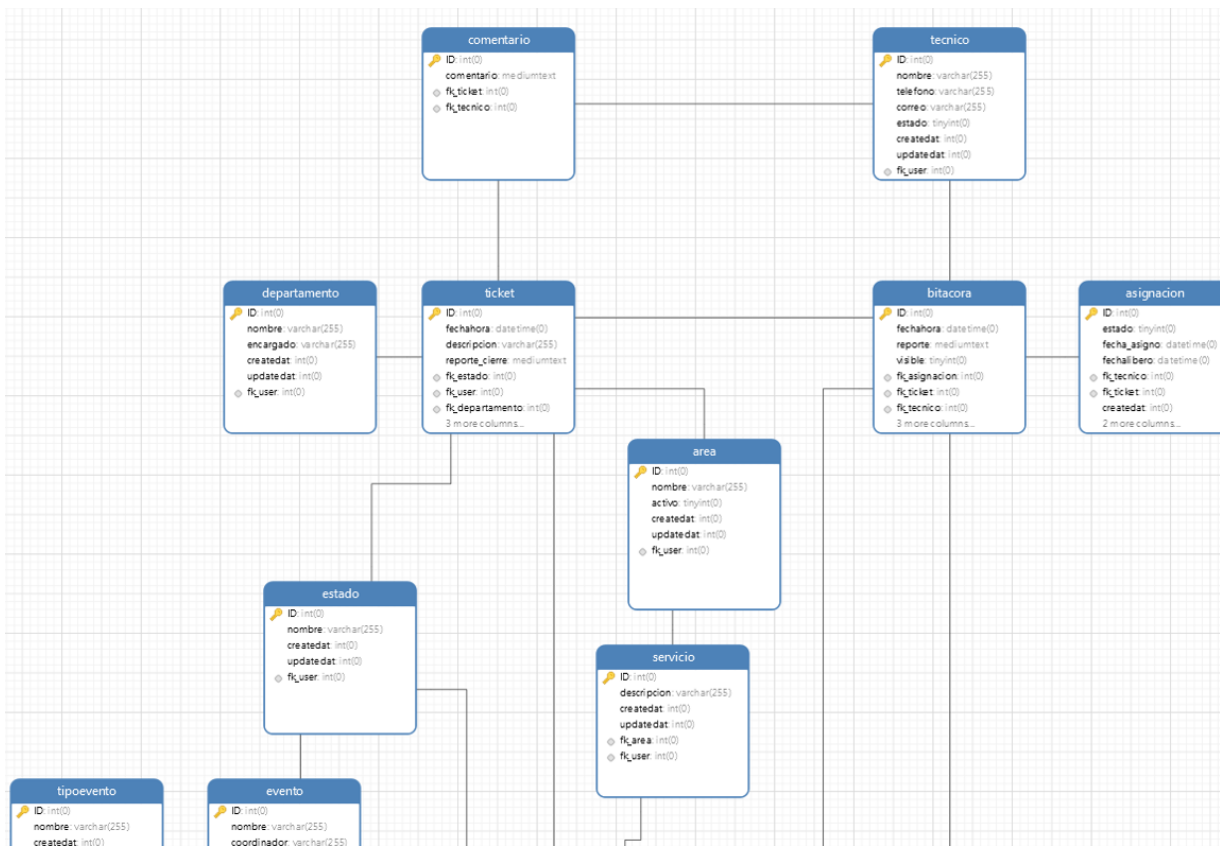 comentario
ID: int(0)
comentario: mediumtext
fk_ticket: int(0)
fk_tecnico: int(0)
tecnico
ID: int(0)
nombre: varchar(255)
telefono: varchar(255)
correo: varchar(255)
estado: tinyint(0)
createdat: int(0)
updatedat: int(0)
fk_user: int(0)
departamento
ID: int(0)
nombre: varchar(255)
encargado: varchar(255)
createdat: int(0)
updatedat: int(0)
fk_user: int(0)
ticket
ID: int(0)
fechahora: datetime(0)
descripcion: varchar(255)
reporte_cierre: mediumtext
fk_estado: int(0)
fk_user: int(0)
fk_departamento: int(0)
3 more columns...
bitacora
ID: int(0)
fechahora: datetime(0)
reporte: mediumtext
visible: tinyint(0)
fk_asignacion: int(0)
fk_ticket: int(0)
fk_tecnico: int(0)
3 more columns...
asignacion
ID: int(0)
estado: tinyint(0)
fecha_asigno: datetime(0)
fechalibero: datetime(0)
fk_tecnico: int(0)
fk_ticket: int(0)
createdat: int(0)
2 more columns...
area
ID: int(0)
nombre: varchar(255)
activo: tinyint(0)
createdat: int(0)
updatedat: int(0)
fk_user: int(0)
estado
ID: int(0)
nombre: varchar(255)
createdat: int(0)
updatedat: int(0)
fk_user: int(0)
servicio
ID: int(0)
descripcion: varchar(255)
createdat: int(0)
updatedat: int(0)
fk_area: int(0)
fk_user: int(0)
tipoevento
ID: int(0)
nombre: varchar(255)
createdat: int(0)
evento
ID: int(0)
nombre: varchar(255)
coordinador: varchar(255)